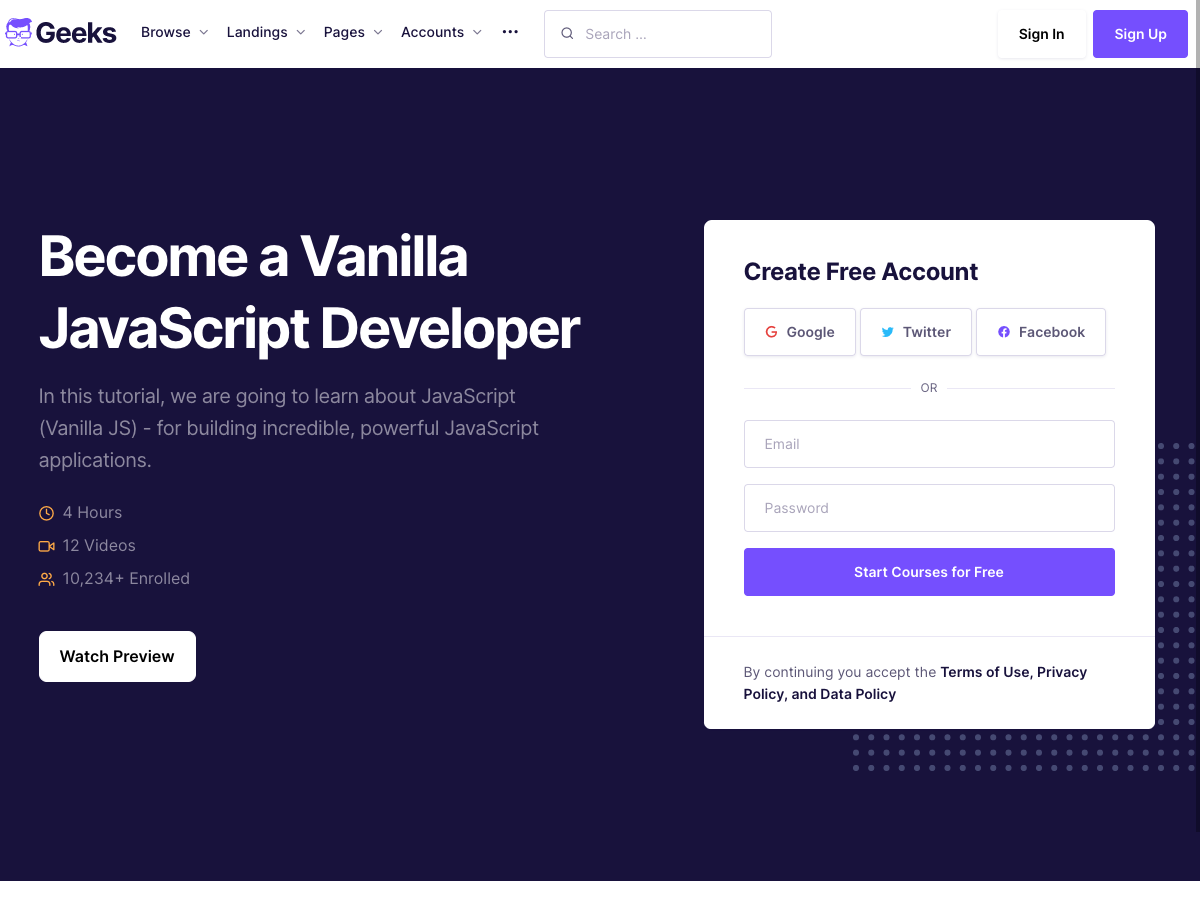 Geeks
Browse
Landings
Pages
Accounts
Search ...
Sign In
Sign Up
Become a Vanilla
JavaScript Developer
In this tutorial, we are going to learn about JavaScript
(Vanilla JS) - for building incredible, powerful JavaScript
applications.
4 Hours
12 Videos
10,234+ Enrolled
Watch Preview
Create Free Account
Google
Twitter
Facebook
OR
Email
Password
Start Courses for Free
By continuing you accept the Terms of Use, Privacy
Policy, and Data Policy